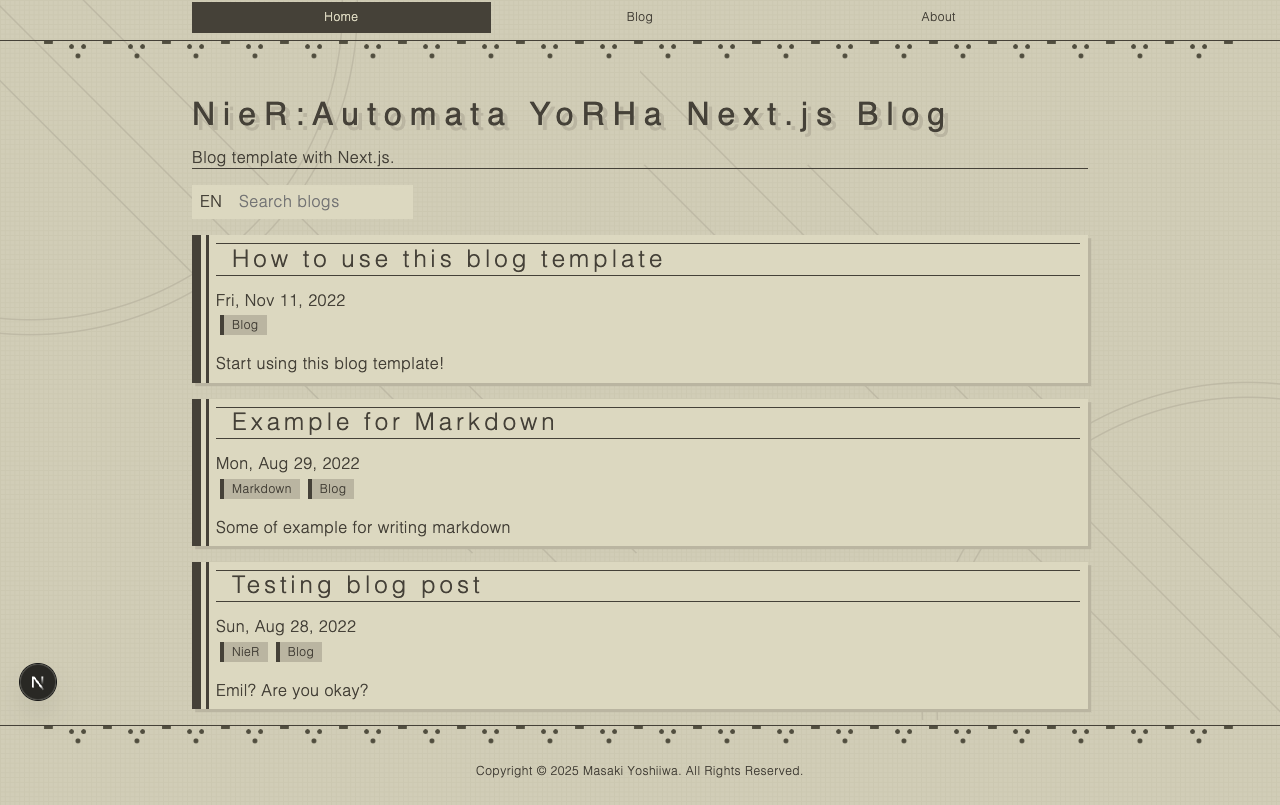 Home Blog About
NieR:Automata YoRHa Next.js Blog
Blog template with Next.js.
EN Search blogs
How to use this blog template
Fri, Nov 11, 2022
Blog
Start using this blog template!
Example for Markdown
Mon, Aug 29, 2022
Markdown Blog
Some of example for writing markdown
Testing blog post
Sun, Aug 28, 2022
NieR Blog
Emil? Are you okay?
N
Copyright © 2025 Masaki Yoshiiwa. All Rights Reserved.